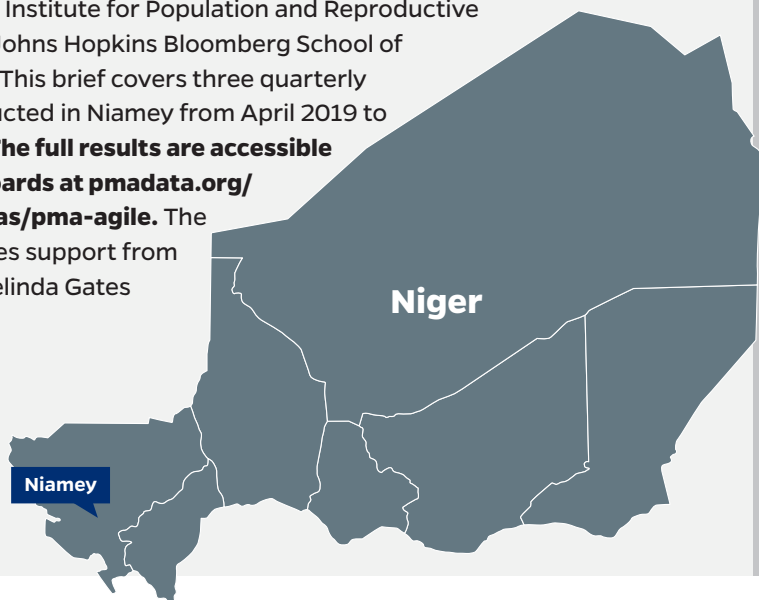 Institute for Population and Reproductive
Johns Hopkins Bloomberg School of
This brief covers three quarterly
ucted in Niamey from April 2019 to
he full results are accessible
ards at pmadata.org/
as/pma-agile. The
es support from
elinda Gates
Niger
Niamey